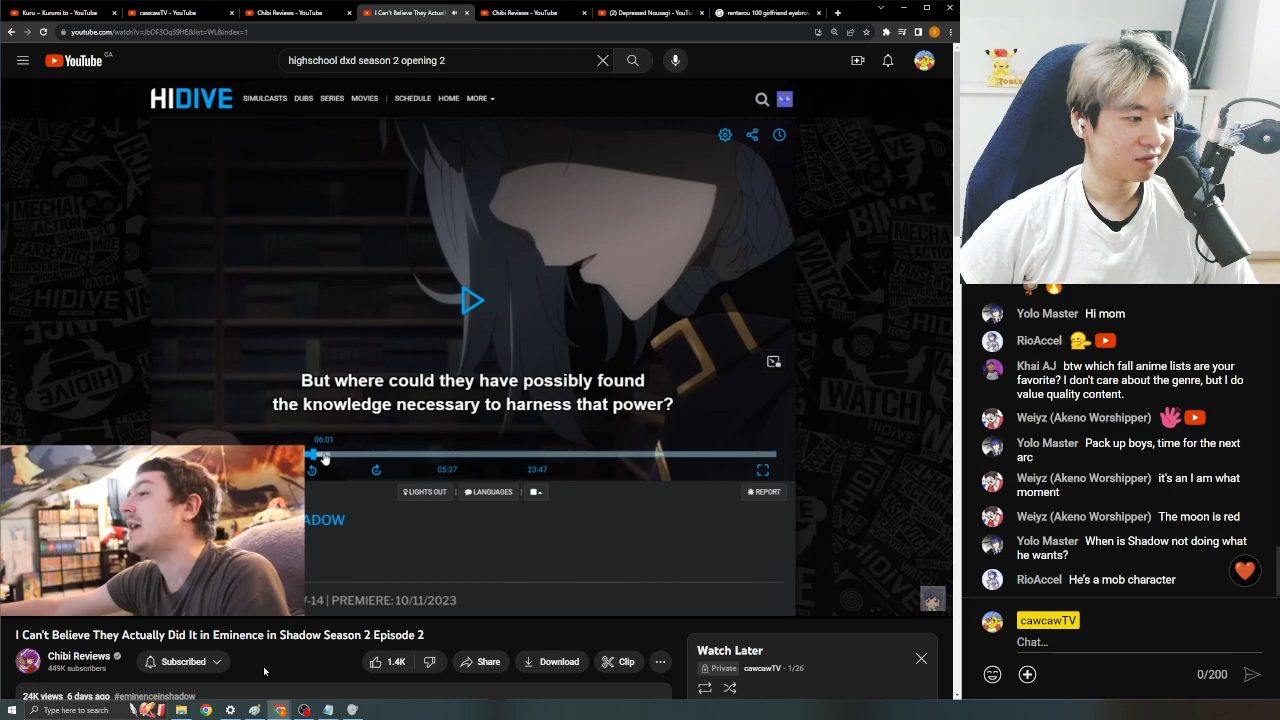 Kuru ~ Kurumi to - YouTube
cawcawTV - YouTube
Chibi Reviews - YouTube
I Can't Believe They Actual
Chibi Reviews - YouTube
(2) Depressed Nousagi - YouTu
renterou 100 girlfriend eyebro
youtube.com/watch?v=JbDF3Oq39HE&list=WL&index=1
YouTube CA
highschool dxd season 2 opening 2
HIDIVE
SIMULCASTS DUBS SERIES MOVIES | SCHEDULE HOME MORE
But where could they have possibly found
the knowledge necessary to harness that power?
06:01
05:37
23:47
LIGHTS OUT | LANGUAGES |
REPORT
ADOW
-14 | PREMIERE: 10/11/2023
I Can't Believe They Actually Did It in Eminence in Shadow Season 2 Episode 2
Chibi Reviews
449K subscribers
Subscribed
1.4K
Share
Download
Clip
24K views 6 days ago #eminenceinshadow
Watch Later
Private cawcawTV - 1/26
Type here to search
Yolo Master Hi mom
RioAccel
Khai AJ btw which fall anime lists are your
favorite? I don't care about the genre, but I do
value quality content.
Weiyz (Akeno Worshipper)
Yolo Master Pack up boys, time for the next
arc
Weiyz (Akeno Worshipper) it's an I am what
moment
Weiyz (Akeno Worshipper) The moon is red
Yolo Master When is Shadow not doing what
he wants?
RioAccel He's a mob character
cawcawTV
Chat...
0/200